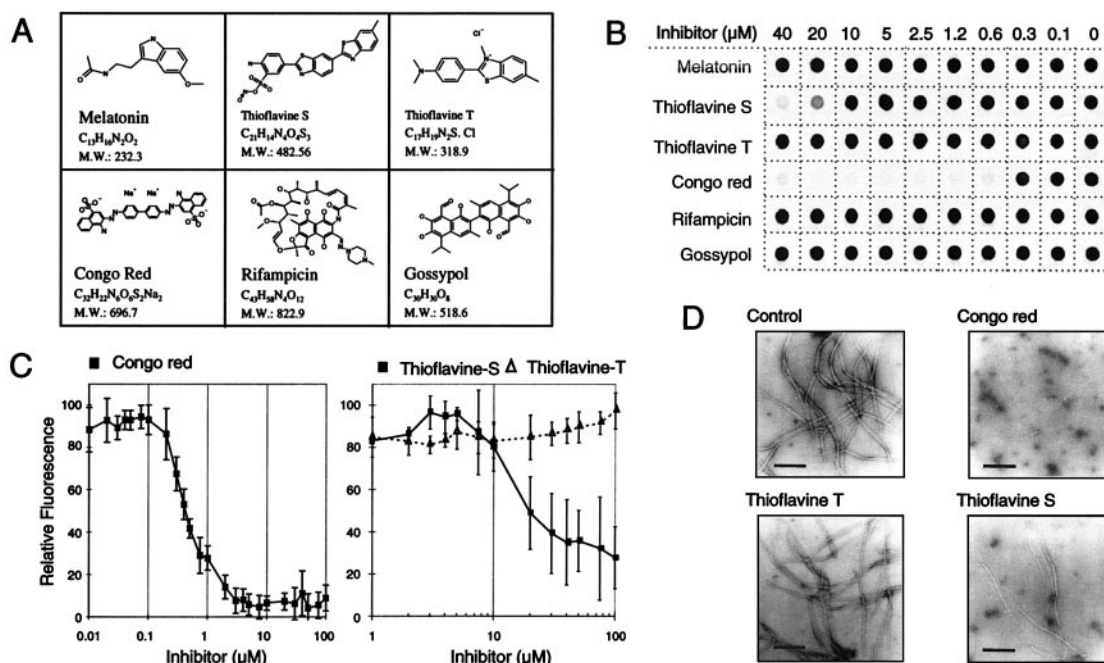 A
Melatonin
C13H16N2O2
M.W.: 232.3
Thioflavine S
C21H14N4O4S3
M.W.: 482.56
Cl-
Thioflavine T
C17H19N2S. Cl
M.W.: 318.9
Na+ Na+
Congo Red
C32H22N6O6S2Na2
M.W.: 696.7
Rifampicin
C43H58N4O12
M.W.: 822.9
Gossypol
C30H30O8
M.W.: 518.6
B
Inhibitor (µM) 40 20 10 5 2.5 1.2 0.6 0.3 0.1 0
Melatonin
Thioflavine S
Thioflavine T
Congo red
Rifampicin
Gossypol
C
Congo red
Relative Fluorescence
100
80
60
40
20
0
0.01 0.1 1 10 100
Inhibitor (µM)
Thioflavine-S Thioflavine-T
100
80
60
40
20
0
1 10 100
Inhibitor (µM)
D
Control
Congo red
Thioflavine T
Thioflavine S